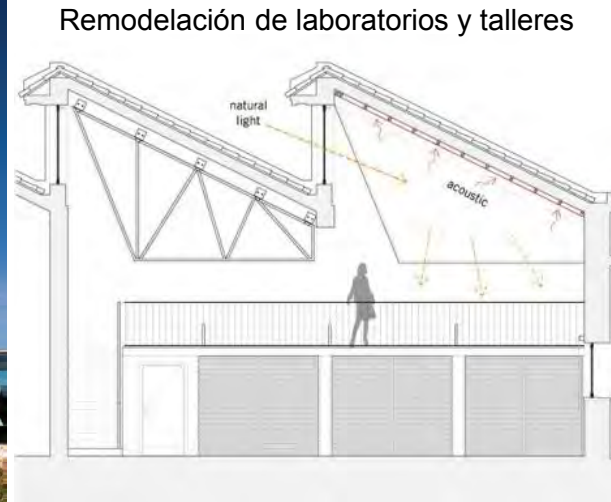 Remodelación de laboratorios y talleres
natural
light
acoustic